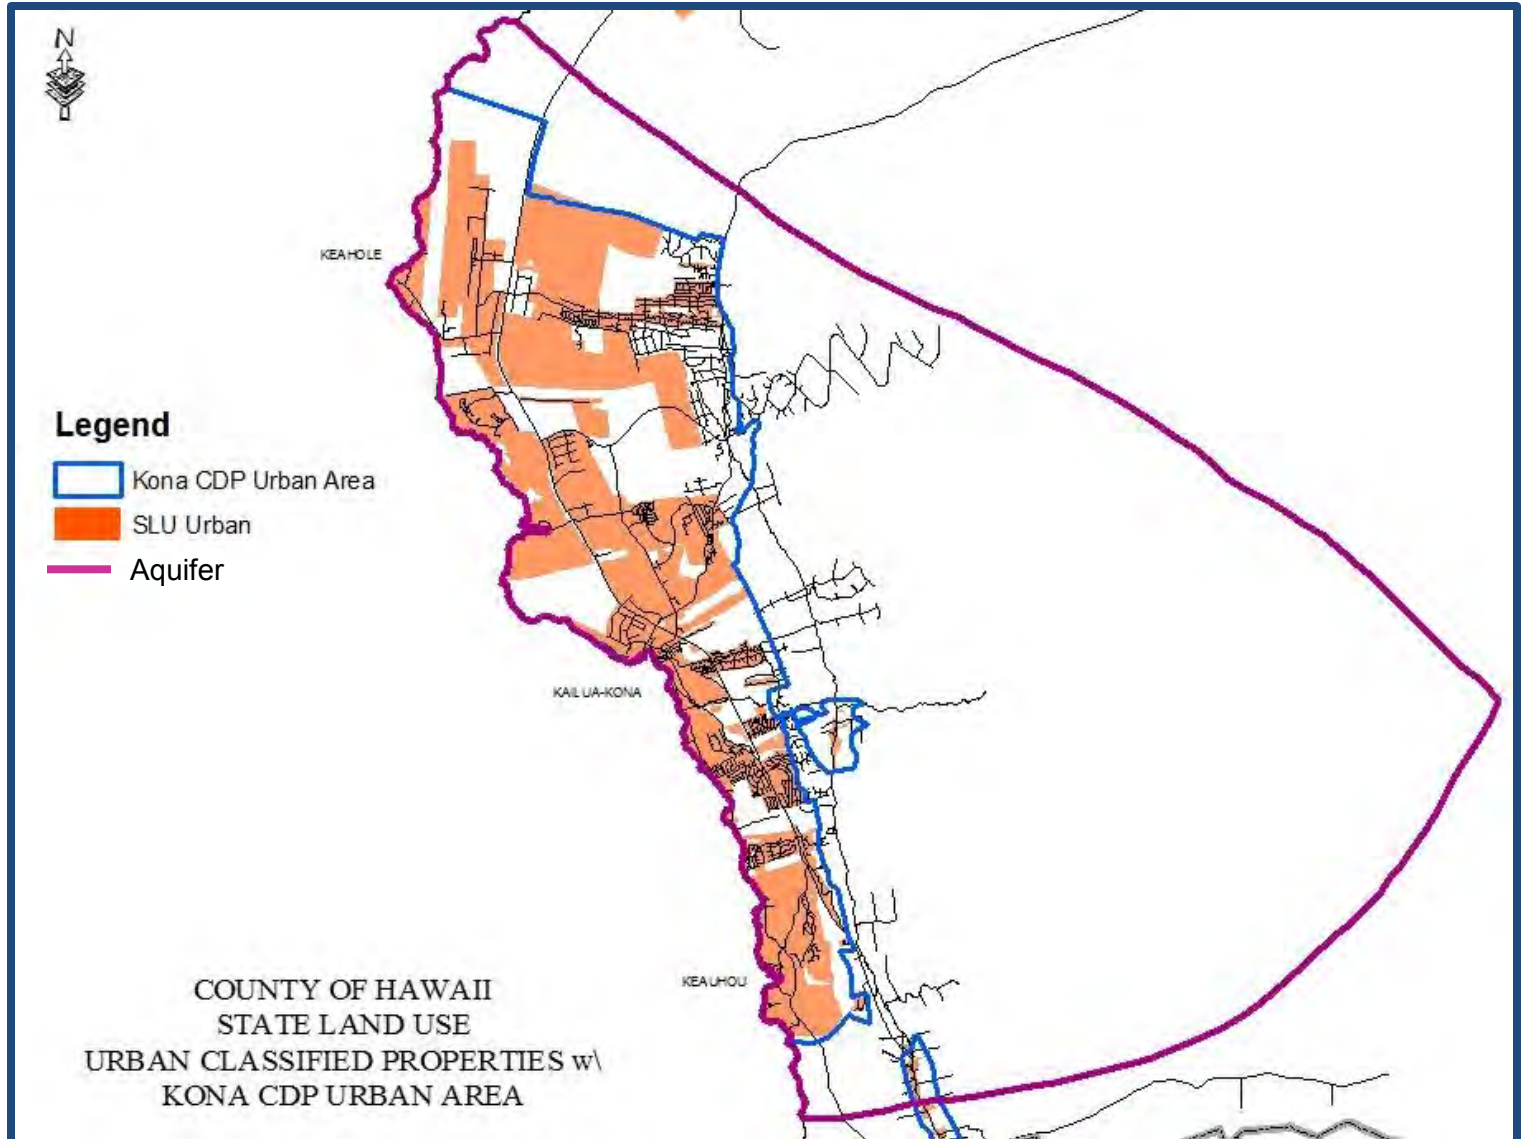 N
KEAHOLE
Legend
Kona CDP Urban Area
SLU Urban
Aquifer
KAILUA-KONA
KEAUHOU
COUNTY OF HAWAII
STATE LAND USE
URBAN CLASSIFIED PROPERTIES w\
KONA CDP URBAN AREA